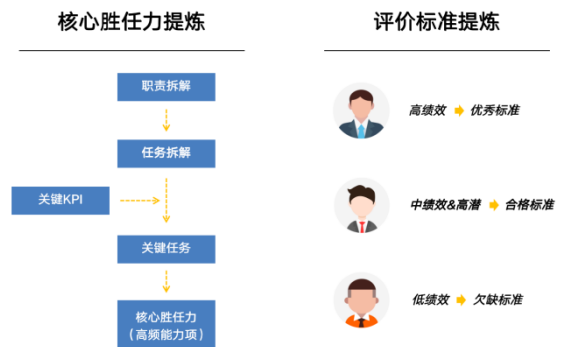 核心胜任力提炼
职责拆解
任务拆解
关键KPI
关键任务
核心胜任力
（高频能力项）
评价标准提炼
高绩效 优秀标准
中绩效&高潜 合格标准
低绩效 欠缺标准